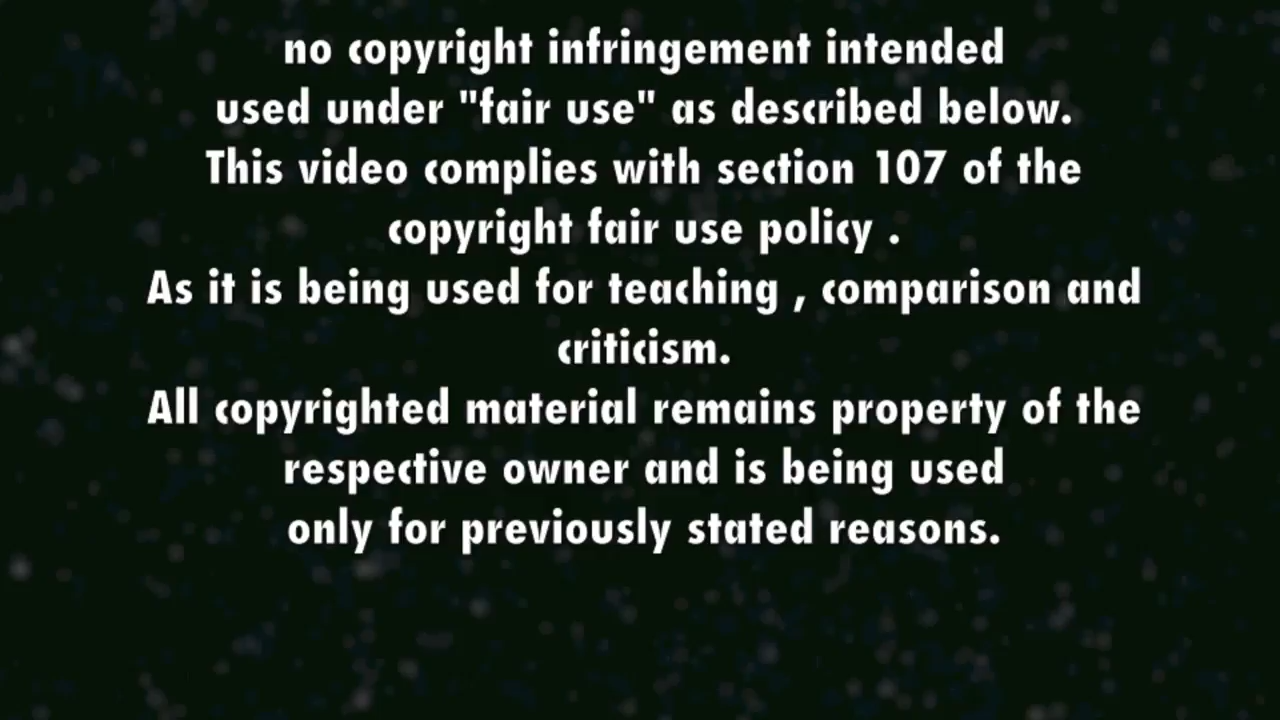 no copyright infringement intended
used under "fair use" as described below.
This video complies with section 107 of the
copyright fair use policy .
As it is being used for teaching , comparison and
criticism.
All copyrighted material remains property of the
respective owner and is being used
only for previously stated reasons.